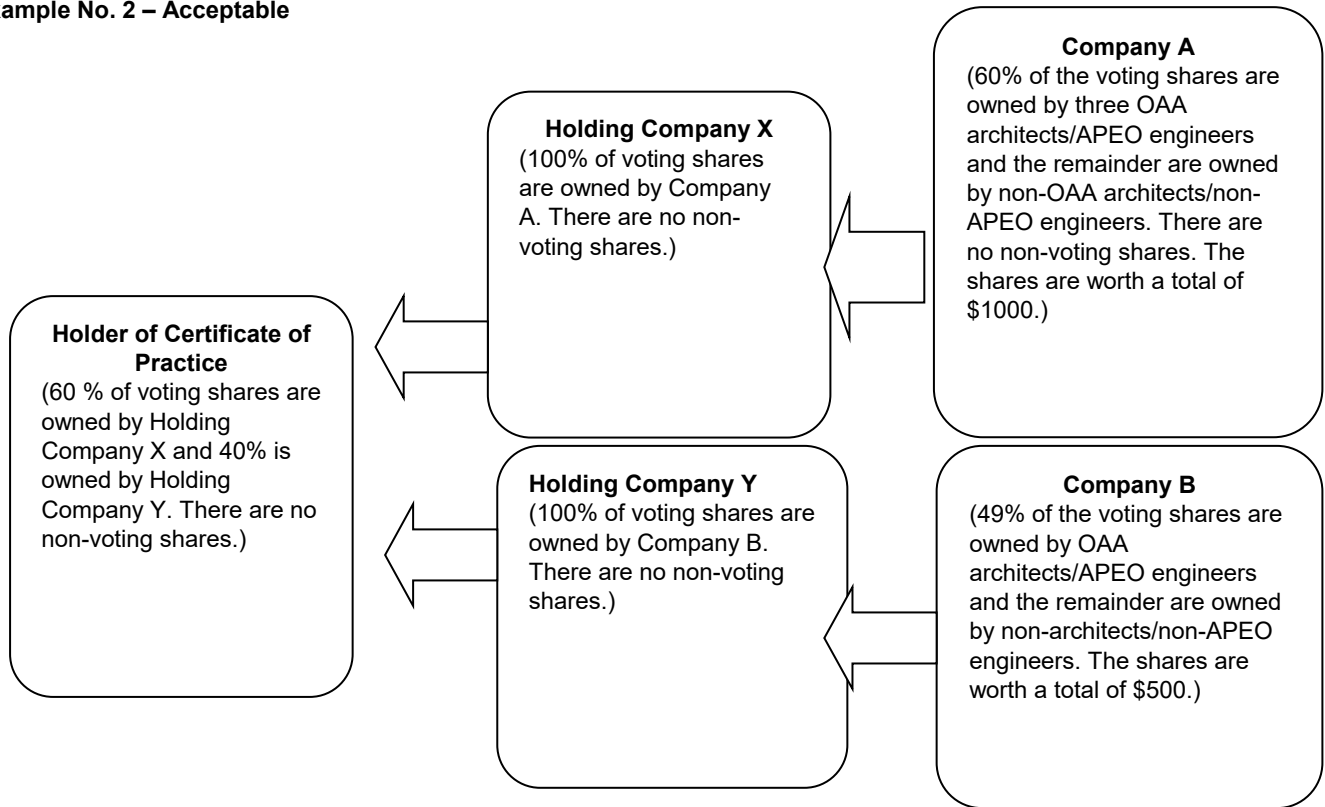 ample No. 2 – Acceptable
Company A
(60% of the voting shares are
owned by three OAA
architects/APEO engineers
and the remainder are owned
by non-OAA architects/non-
APEO engineers. There are
no non-voting shares. The
shares are worth a total of
$1000.)
Holding Company X
(100% of voting shares
are owned by Company
A. There are no non-
voting shares.)
Holder of Certificate of
Practice
(60 % of voting shares are
owned by Holding
Company X and 40% is
owned by Holding
Company Y. There are no
non-voting shares.)
Holding Company Y
(100% of voting shares are
owned by Company B.
There are no non-voting
shares.)
Company B
(49% of the voting shares are
owned by OAA
architects/APEO engineers
and the remainder are owned
by non-architects/non-APEO
engineers. The shares are
worth a total of $500.)